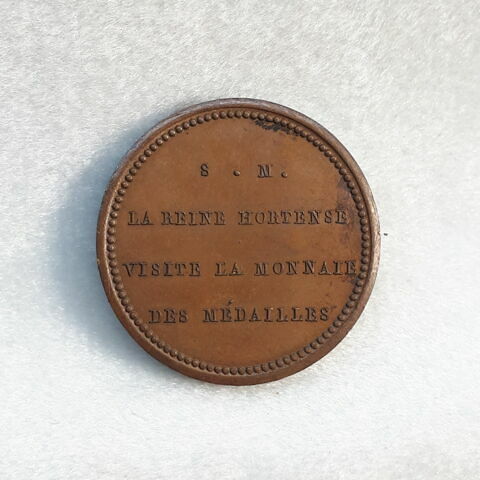 S . M .
LA REINE HORTENSE
VISITE LA MONNAIE
DES MÉDAILLES